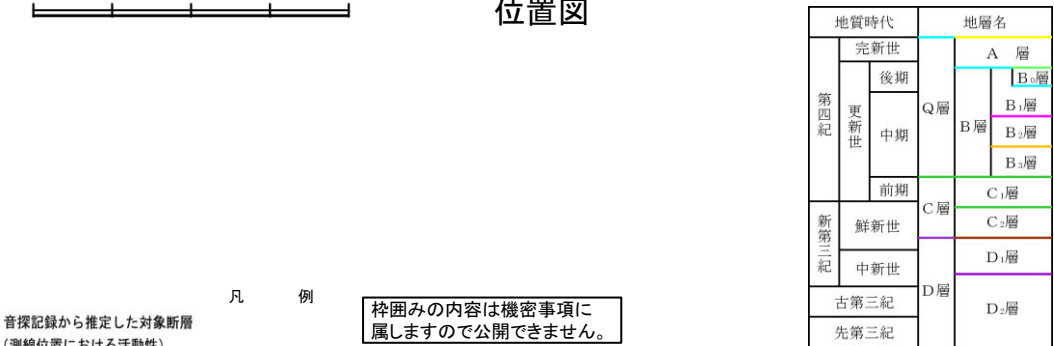 位置図
凡 例
音探記録から推定した対象断層
(測線位置における活動性)
枠囲みの内容は機密事項に
属しますので公開できません。
地質時代 地層名
第四紀 完新世 Q層 A 層
更新世 後期 B層 B₀層
B₁層
中期 B₂層
B₃層
前期 C層 C₁層
新第三紀 鮮新世 C₂層
中新世 D層 D₁層
古第三紀 D₂層
先第三紀